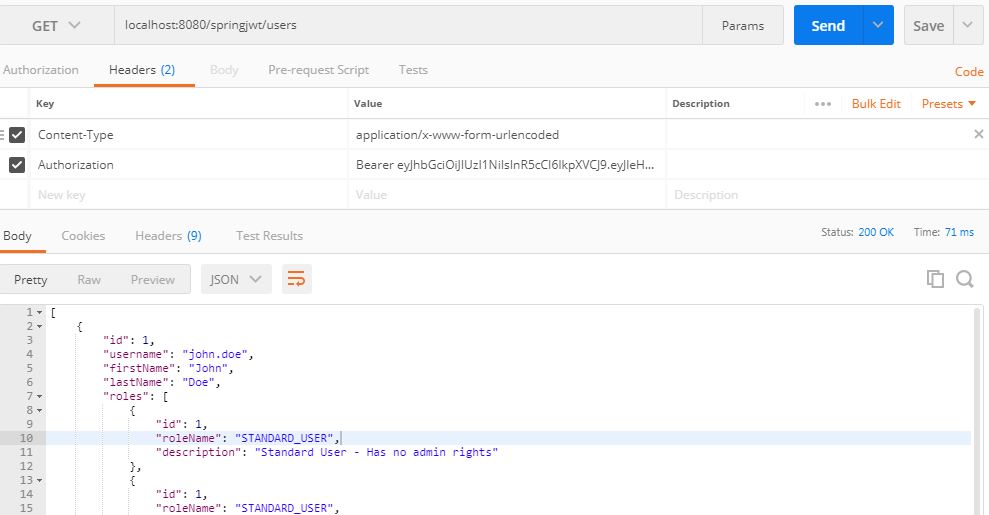 GET localhost:8080/springjwt/users Params Send Save
Authorization Headers (2) Body Pre-request Script Tests Code
Key Value Description ••• Bulk Edit Presets
Content-Type application/x-www-form-urlencoded
Authorization Bearer eyJhbGciOiJIUzI1NiIsInR5cCI6IkpXVCJ9.eyJleH...
New key Value Description
Body Cookies Headers (9) Test Results Status: 200 OK Time: 71 ms
Pretty Raw Preview JSON
1 [
2 {
3 "id": 1,
4 "username": "john.doe",
5 "firstName": "John",
6 "lastName": "Doe",
7 "roles": [
8 {
9 "id": 1,
10 "roleName": "STANDARD_USER",
11 "description": "Standard User - Has no admin rights"
12 },
13 {
14 "id": 1,
15 "roleName": "STANDARD_USER",